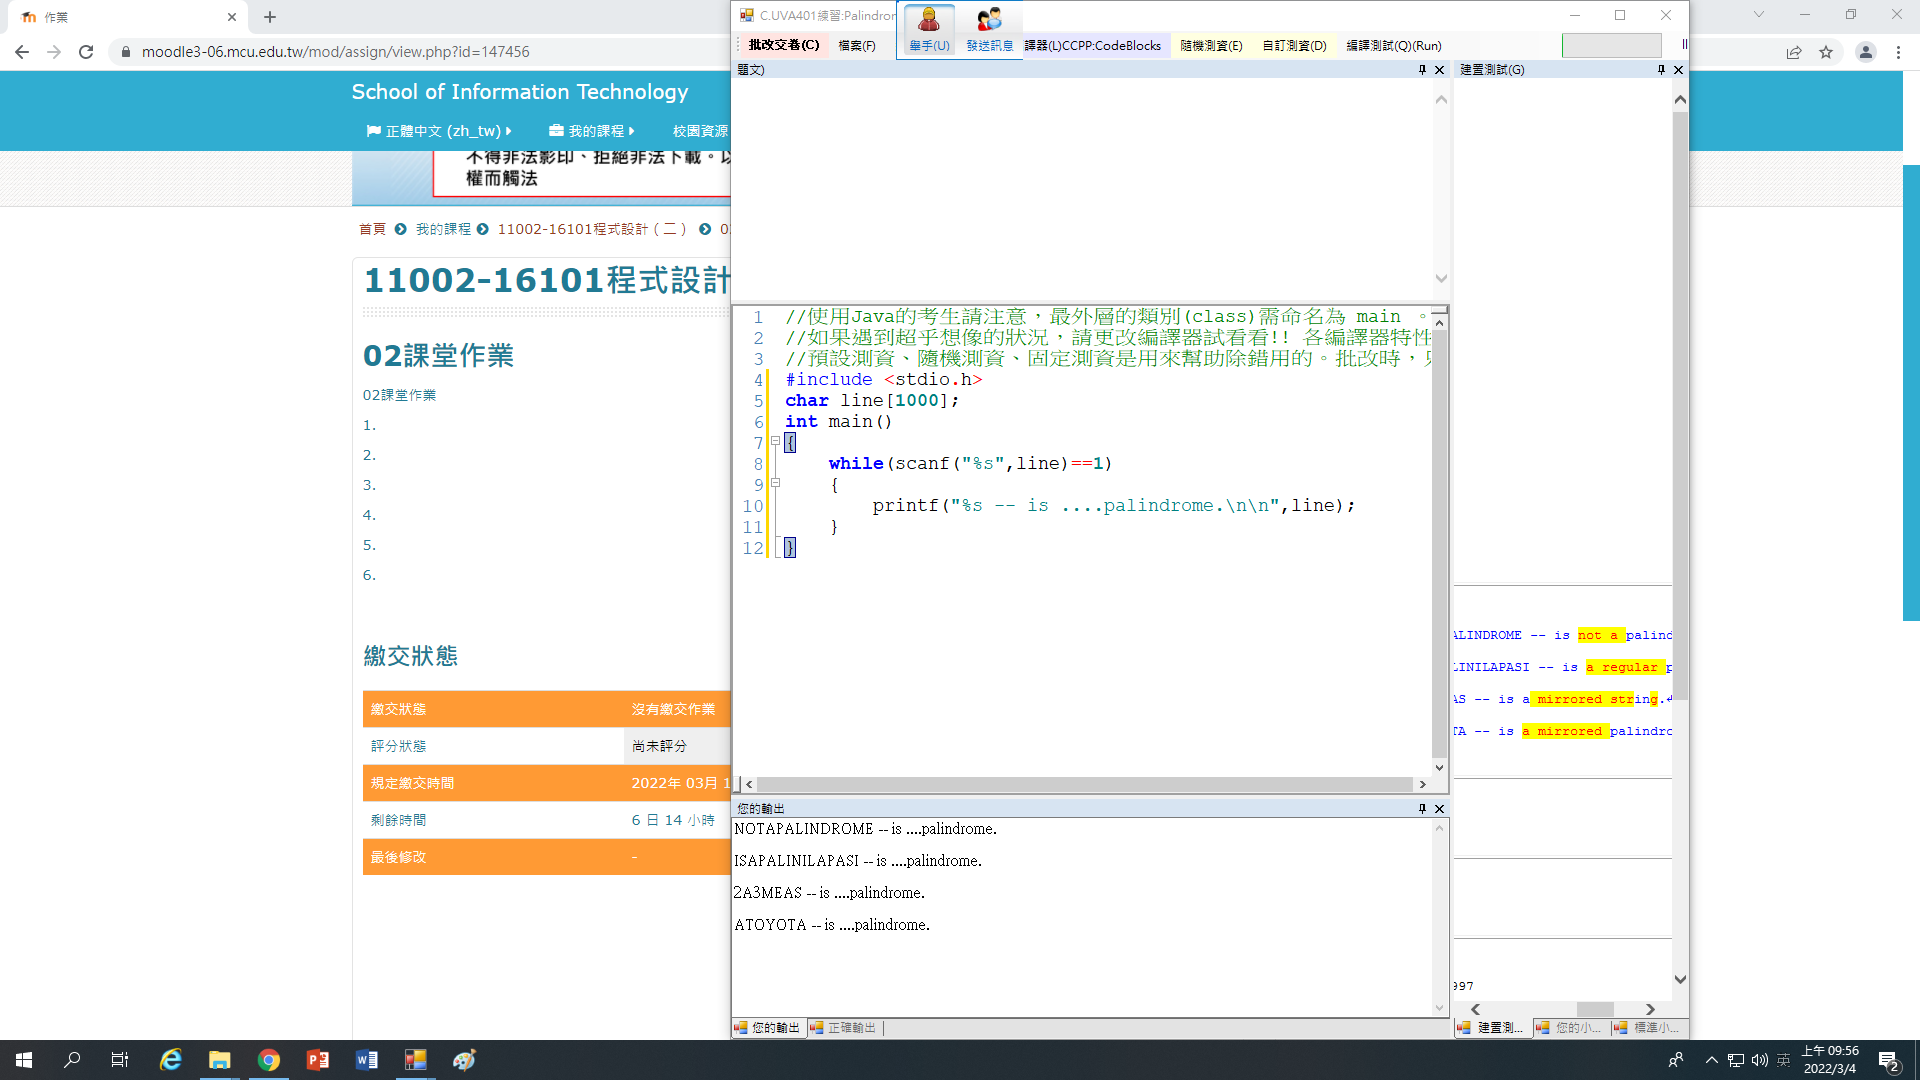 作業
moodle3-06.mcu.edu.tw/mod/assign/view.php?id=147456
School of Information Technology
正體中文 (zh_tw)
我的課程
校園資源
不得非法影印、拒絕非法下載。以
權而觸法
首頁 我的課程 11002-16101程式設計（二） 0
11002-16101程式設計
02課堂作業
02課堂作業
1.
2.
3.
4.
5.
6.
繳交狀態
繳交狀態 沒有繳交作業
評分狀態 尚未評分
規定繳交時間 2022年 03月 1
剩餘時間 6 日 14 小時
最後修改 -
C.UVA401練習:Palindron
批改交卷(C) 檔案(F) 舉手(U) 發送訊息 譯器(L)CCPP:CodeBlocks 隨機測資(E) 自訂測資(D) 編譯測試(Q)(Run)
題文)
建置測試(G)
1 //使用Java的考生請注意，最外層的類別(class)需命名為 main 。
2 //如果遇到超乎想像的狀況，請更改編譯器試看看!! 各編譯器特性
3 //預設測資、隨機測資、固定測資是用來幫助除錯用的。批改時，
4 #include <stdio.h>
5 char line[1000];
6 int main()
7 {
8 while(scanf("%s",line)==1)
9 {
10 printf("%s -- is ....palindrome.\n\n",line);
11 }
12 }
ALINDROME -- is not a palind
LINILAPASI -- is a regular p
AS -- is a mirrored string.
TA -- is a mirrored palindro
997
您的輸出
NOTAPALINDROME -- is ....palindrome.
ISAPALINILAPASI -- is ....palindrome.
2A3MEAS -- is ....palindrome.
ATOYOTA -- is ....palindrome.
您的輸出 正確輸出
建置測... 您的小... 標準小...
英
上午 09:56
2022/3/4
2